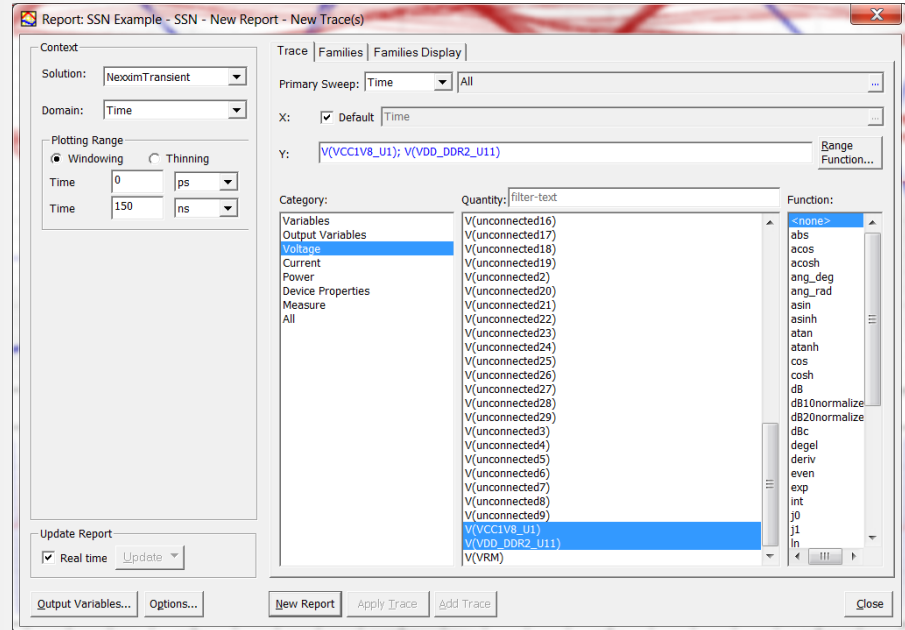 Report: SSN Example - SSN - New Report - New Trace(s)
Context
Solution: NexximTransient
Domain: Time
Plotting Range
Windowing Thinning
Time 0 ps
Time 150 ns
Update Report
Real time Update
Output Variables... Options...
Trace Families Families Display
Primary Sweep: Time All ...
X: Default Time ...
Y: V(VCC1V8_U1); V(VDD_DDR2_U11) Range Function...
Category:
Variables
Output Variables
Voltage
Current
Power
Device Properties
Measure
All
Quantity: filter-text
V(unconnected16)
V(unconnected17)
V(unconnected18)
V(unconnected19)
V(unconnected2)
V(unconnected20)
V(unconnected21)
V(unconnected22)
V(unconnected23)
V(unconnected24)
V(unconnected25)
V(unconnected26)
V(unconnected27)
V(unconnected28)
V(unconnected29)
V(unconnected3)
V(unconnected4)
V(unconnected5)
V(unconnected6)
V(unconnected7)
V(unconnected8)
V(unconnected9)
V(VCC1V8_U1)
V(VDD_DDR2_U11)
V(VRM)
Function:
<none>
abs
acos
acosh
ang_deg
ang_rad
asin
asinh
atan
atanh
cos
cosh
dB
dB10normalize
dB20normalize
dBc
degel
deriv
even
exp
int
j0
j1
ln
New Report Apply Trace Add Trace Close